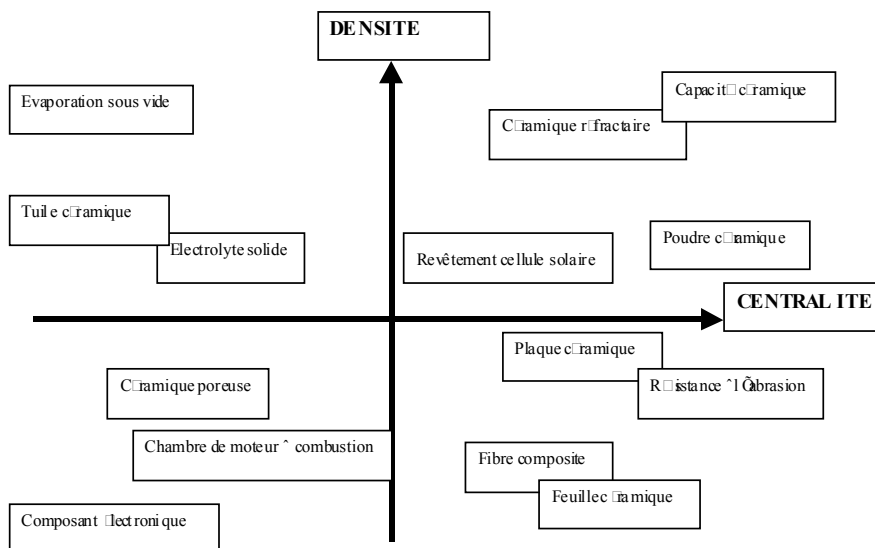 DENSITE
Evaporation sous vide
Capacit□ c□ramique
C□ramique r□fractaire
Tuile c□ramique
Electrolyte solide
Revêtement cellule solaire
Poudre c□ramique
CENTRALITE
Plaque c□ramique
C□ramique poreuse
R□sistance ˆ l Õabrasion
Chambre de moteur ˆ combustion
Fibre composite
Feuille c□ramique
Composant □lectronique